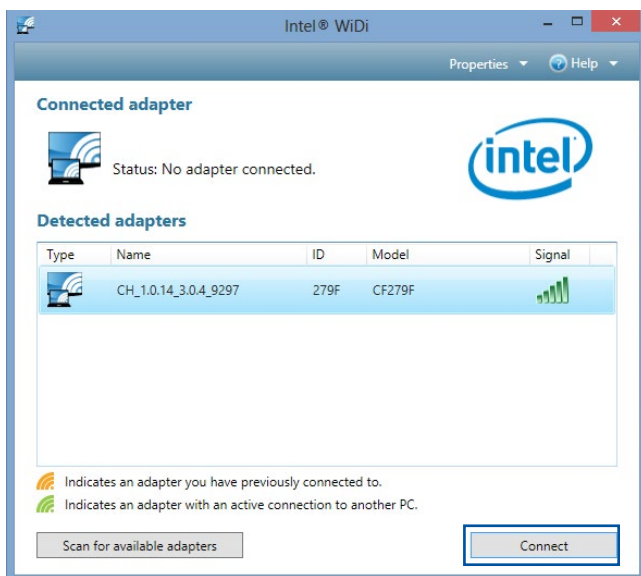 Intel® WiDi
Properties Help
Connected adapter
Status: No adapter connected.
intel
Detected adapters
Type Name ID Model Signal
CH_1.0.14_3.0.4_9297 279F CF279F
Indicates an adapter you have previously connected to.
Indicates an adapter with an active connection to another PC.
Scan for available adapters Connect